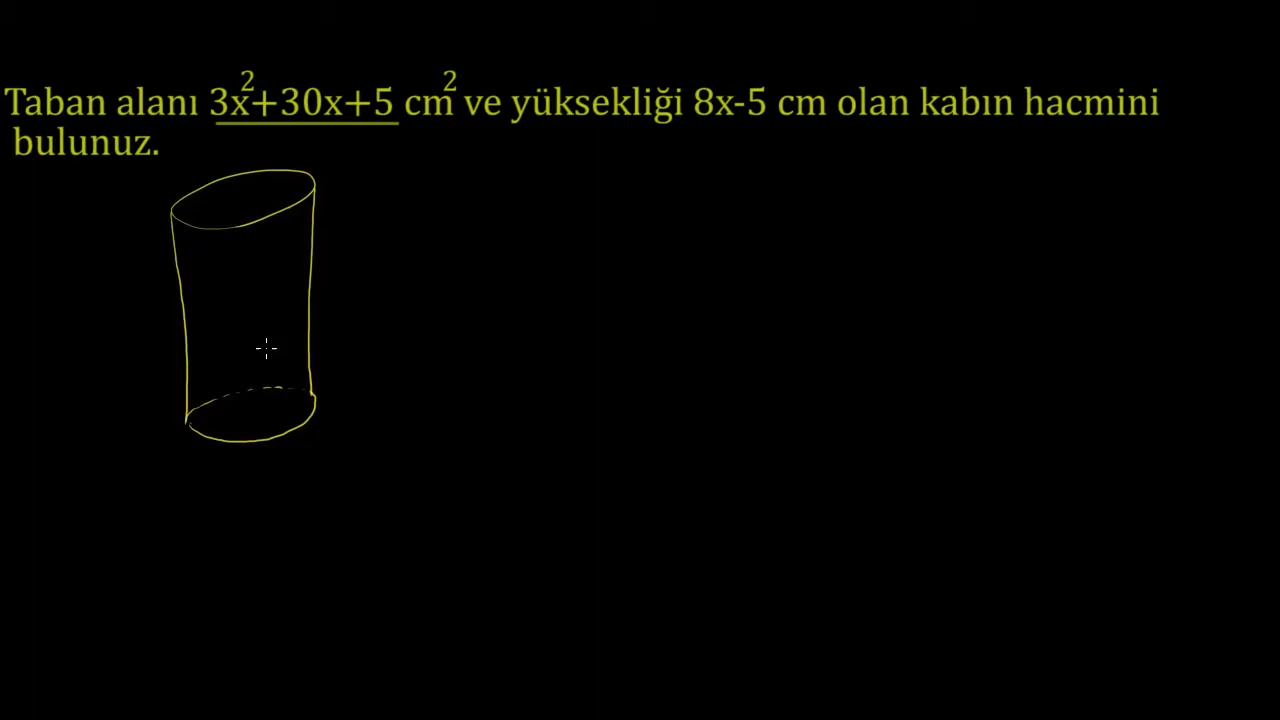 Taban alanı 3x²+30x+5 cm² ve yüksekliği 8x-5 cm olan kabın hacmini
bulunuz.